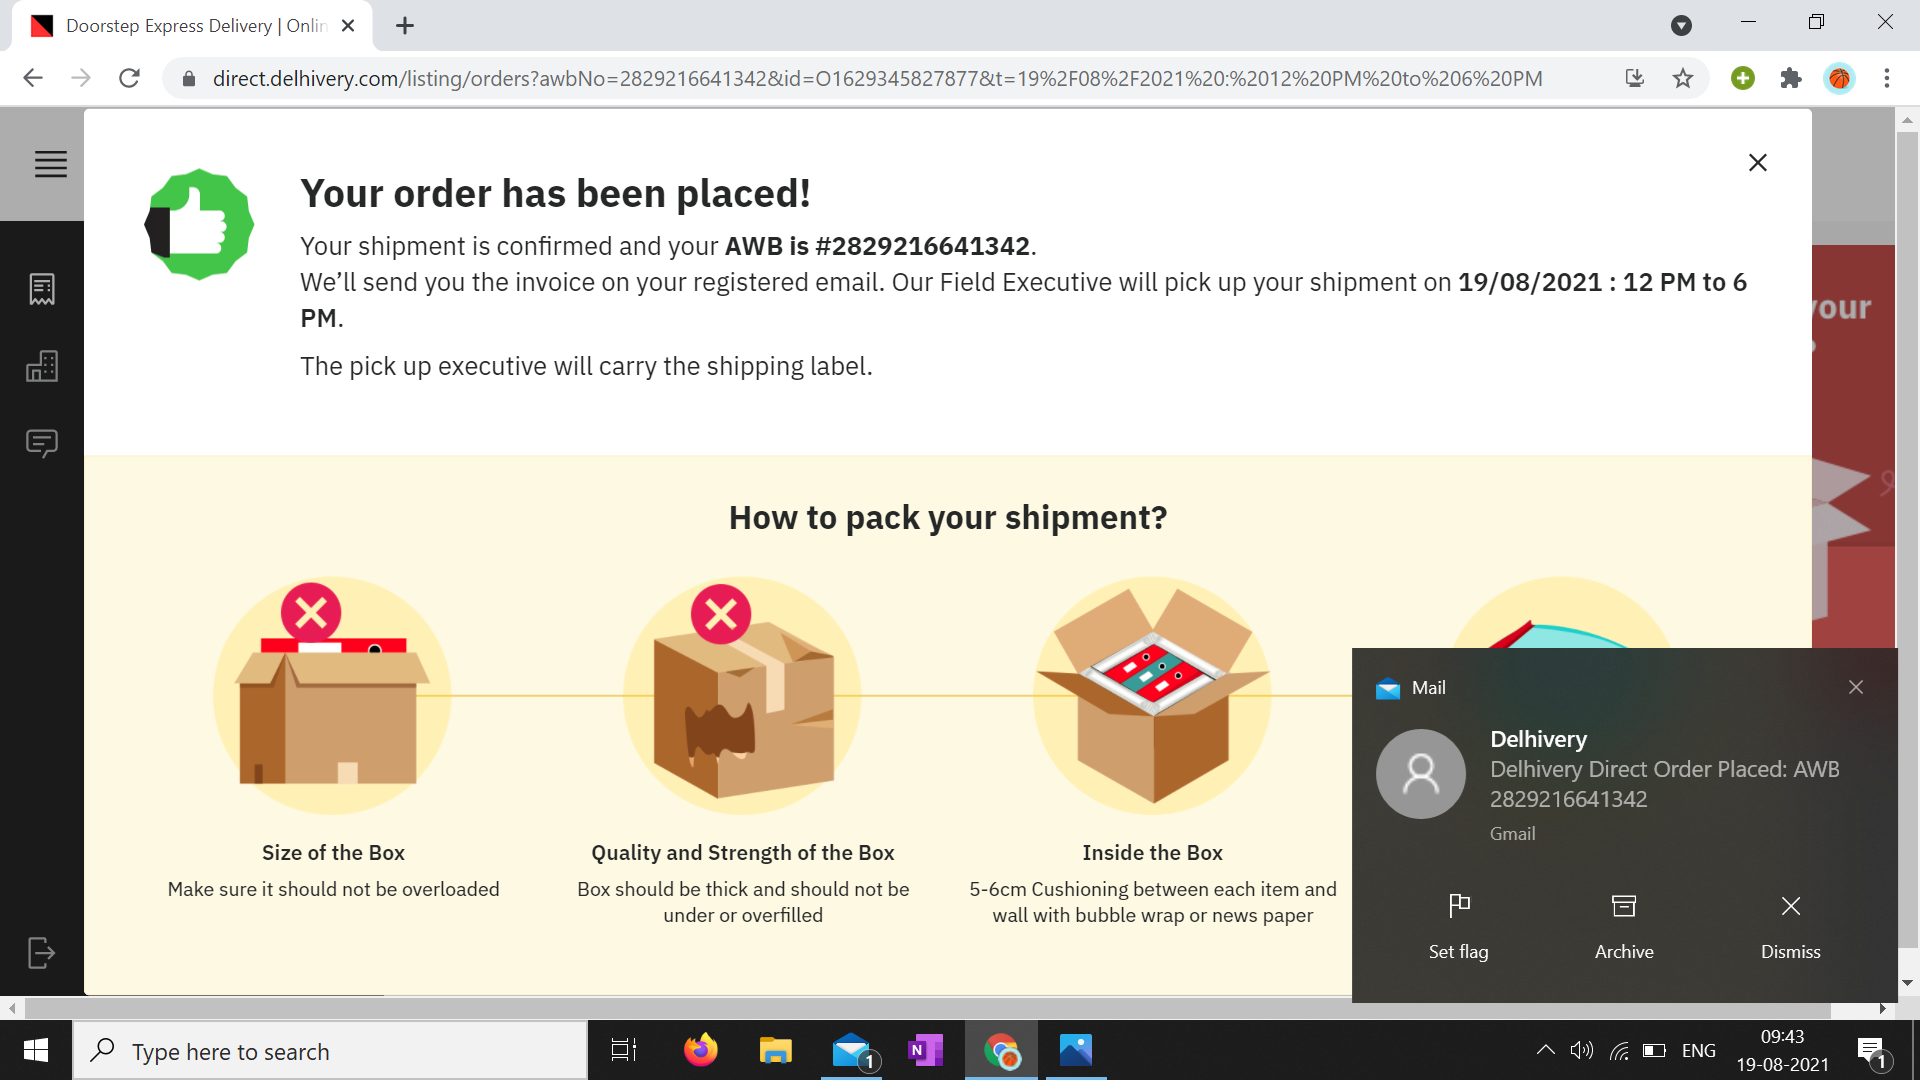 Doorstep Express Delivery | Onlin
direct.delhivery.com/listing/orders?awbNo=2829216641342&id=O1629345827877&t=19%2F08%2F2021%20:%2012%20PM%20to%206%20PM
Your order has been placed!
Your shipment is confirmed and your AWB is #2829216641342.
We’ll send you the invoice on your registered email. Our Field Executive will pick up your shipment on 19/08/2021 : 12 PM to 6
PM.
The pick up executive will carry the shipping label.
your
How to pack your shipment?
Size of the Box
Make sure it should not be overloaded
Quality and Strength of the Box
Box should be thick and should not be
under or overfilled
Inside the Box
5-6cm Cushioning between each item and
wall with bubble wrap or news paper
Mail
Delhivery
Delhivery Direct Order Placed: AWB
2829216641342
Gmail
Set flag
Archive
Dismiss
Type here to search
1
N
ENG
09:43
19-08-2021
1